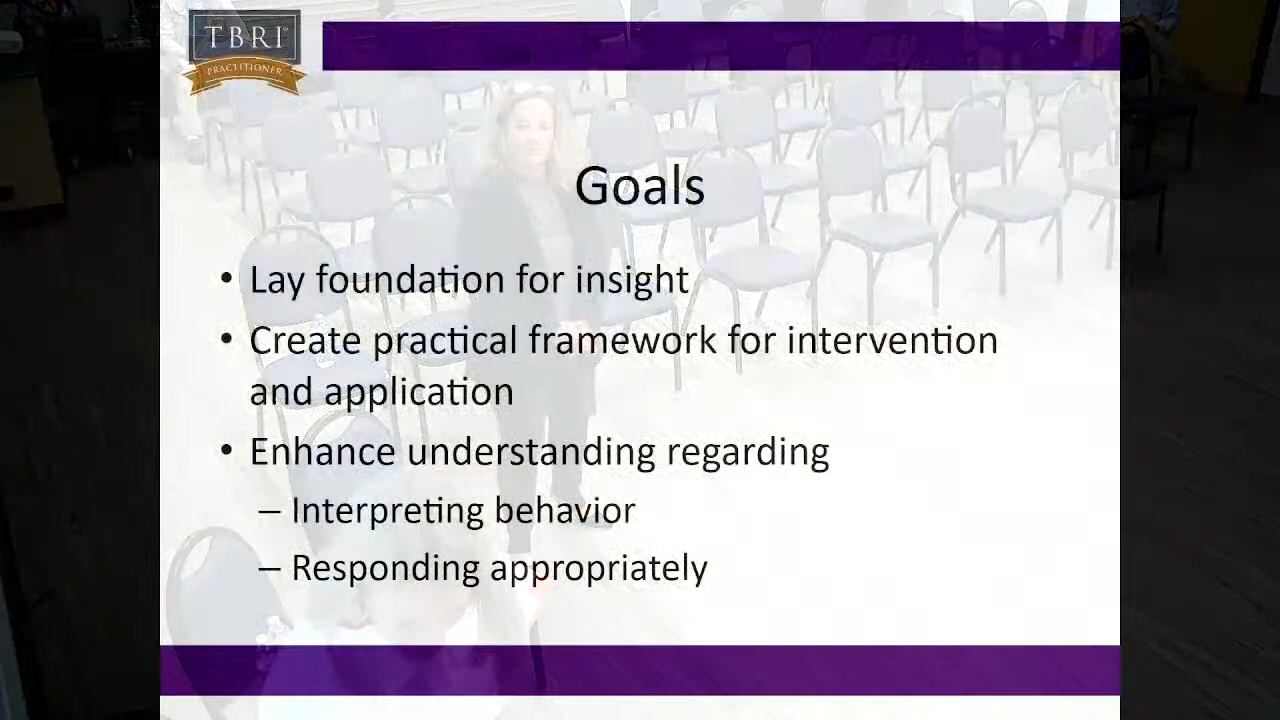 TBRI
PRACTITIONER
Goals
• Lay foundation for insight
• Create practical framework for intervention
and application
• Enhance understanding regarding
– Interpreting behavior
– Responding appropriately